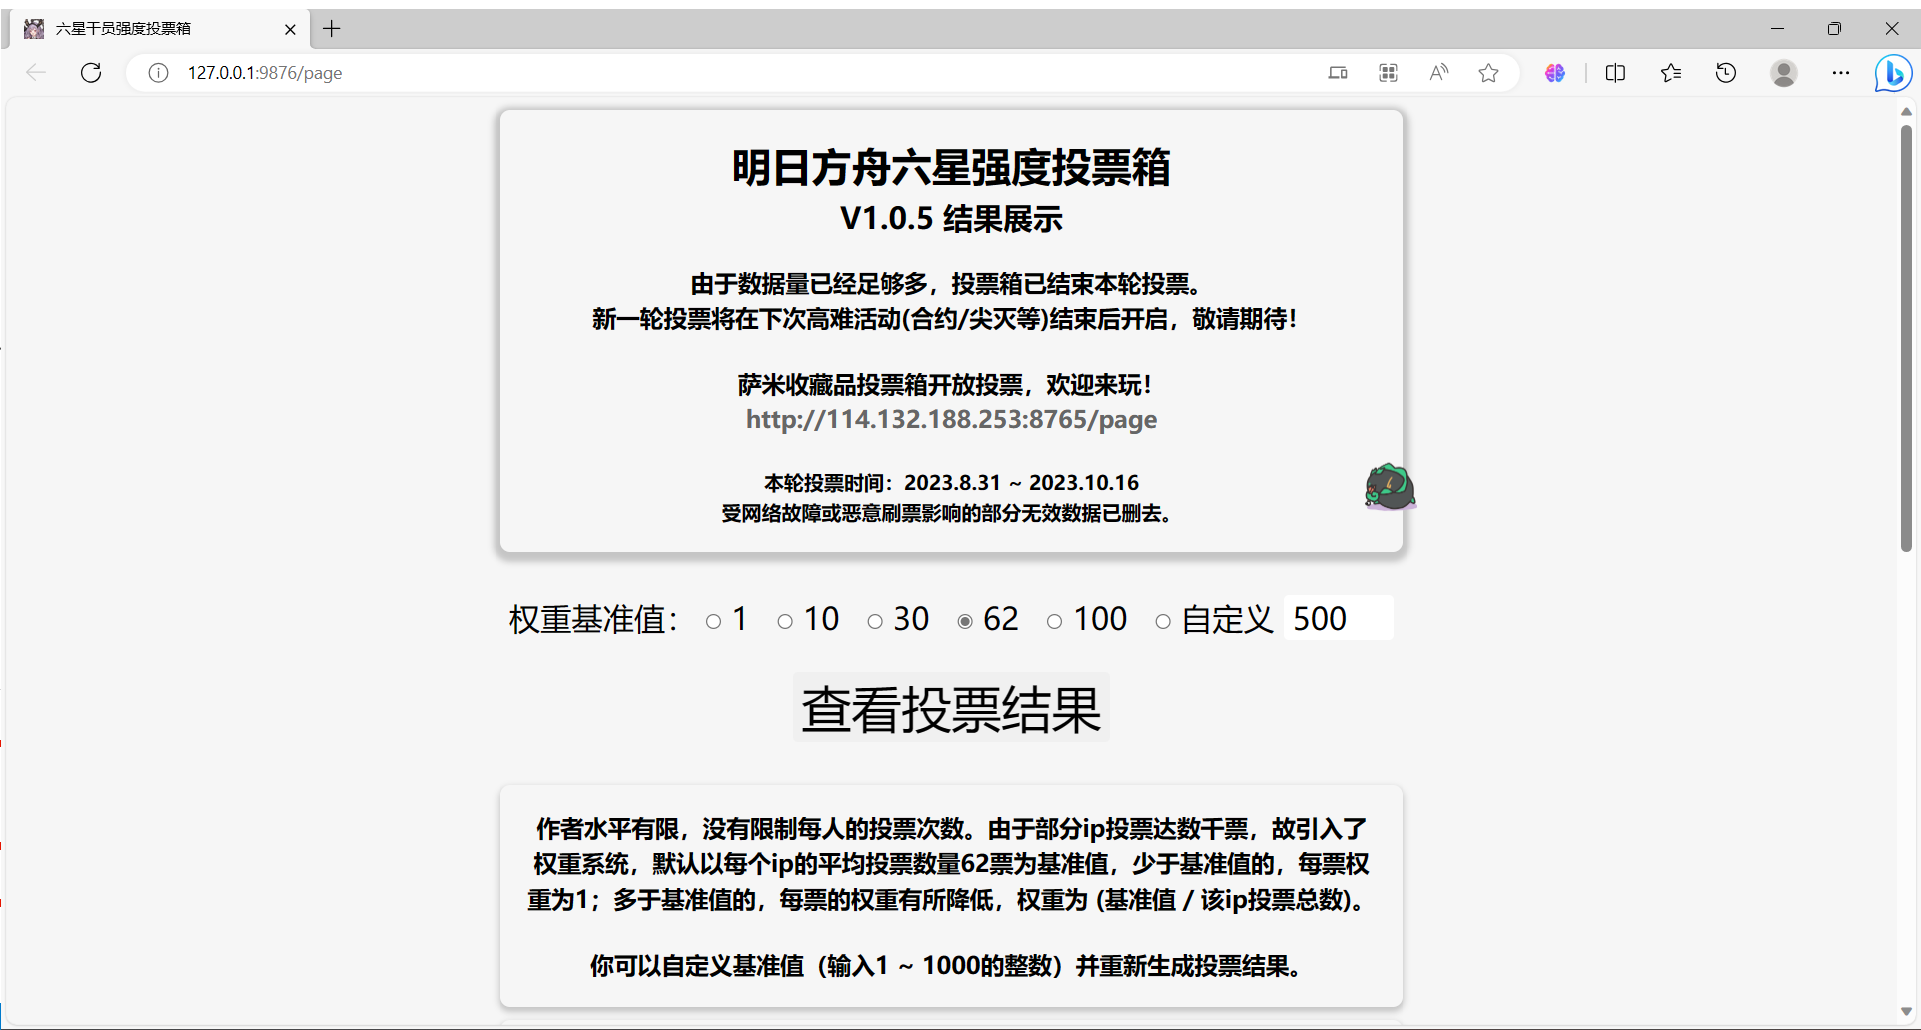 六星干员强度投票箱
127.0.0.1:9876/page
明日方舟六星强度投票箱
V1.0.5 结果展示
由于数据量已经足够多，投票箱已结束本轮投票。
新一轮投票将在下次高难活动(合约/尖灭等)结束后开启，敬请期待！
萨米收藏品投票箱开放投票，欢迎来玩！
http://114.132.188.253:8765/page
本轮投票时间：2023.8.31 ~ 2023.10.16
受网络故障或恶意刷票影响的部分无效数据已删去。
权重基准值： 1 10 30 62 100 自定义 500
查看投票结果
作者水平有限，没有限制每人的投票次数。由于部分ip投票达数千票，故引入了
权重系统，默认以每个ip的平均投票数量62票为基准值，少于基准值的，每票权
重为1；多于基准值的，每票的权重有所降低，权重为 (基准值 / 该ip投票总数)。
你可以自定义基准值（输入1 ~ 1000的整数）并重新生成投票结果。